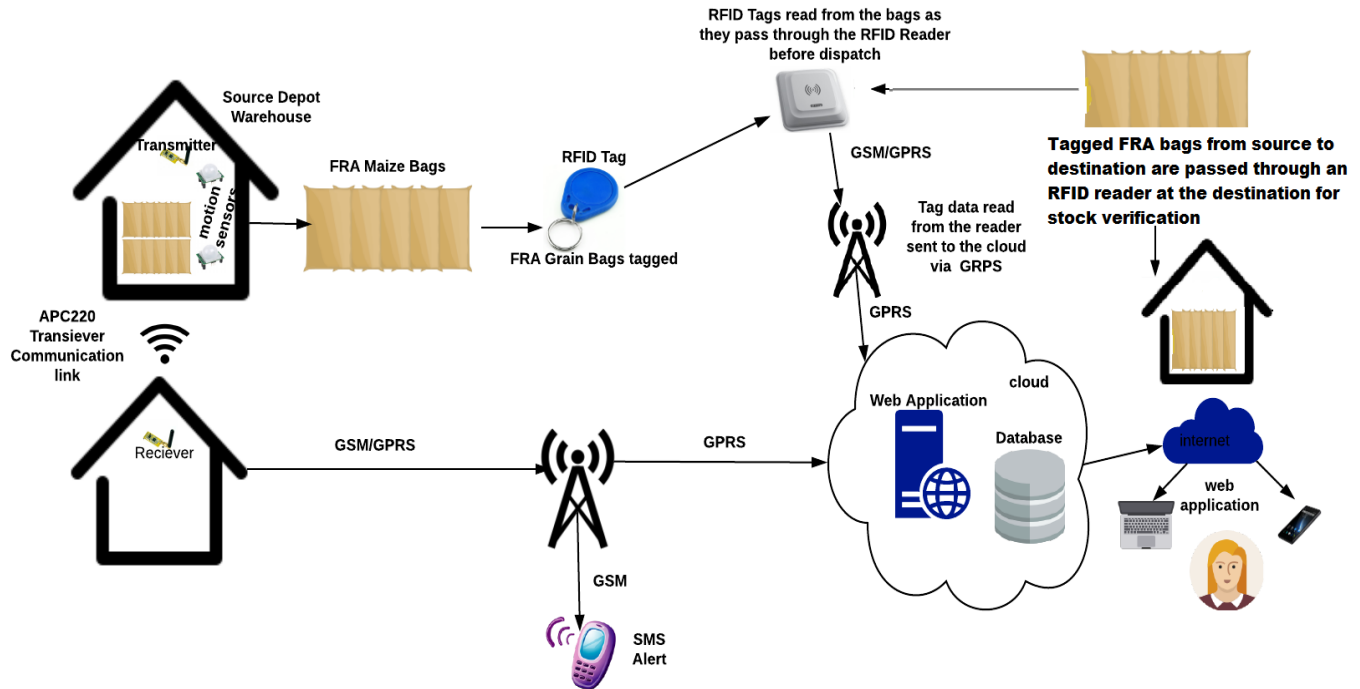 RFID Tags read from the bags as
they pass through the RFID Reader
before dispatch
Source Depot
Warehouse
Transmitter
motion
sensors
FRA Maize Bags
RFID Tag
FRA Grain Bags tagged
GSM/GPRS
Tag data read
from the reader
sent to the cloud
via GRPS
GPRS
Tagged FRA bags from source to
destination are passed through an
RFID reader at the destination for
stock verification
APC220
Transiever
Communication
link
Reciever
GSM/GPRS
GPRS
GSM
SMS
Alert
cloud
Web Application
Database
internet
web
application